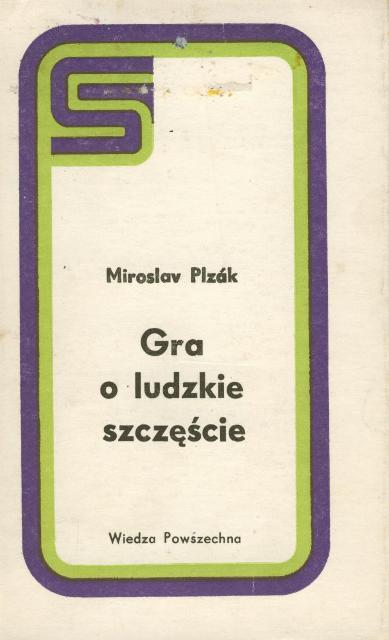 S
Miroslav Plzák
Gra
o ludzkie
szczęście
Wiedza Powszechna